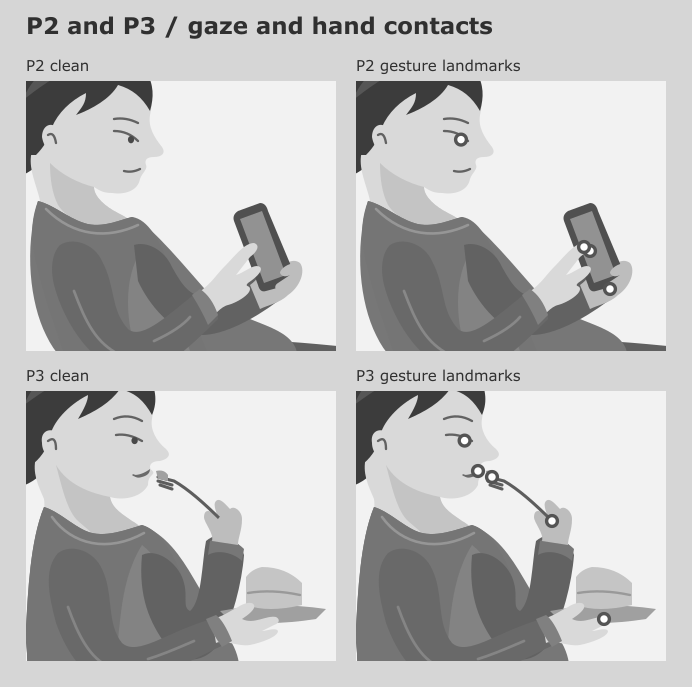 P2 and P3 / gaze and hand contacts
P2 clean
P2 gesture landmarks
P3 clean
P3 gesture landmarks